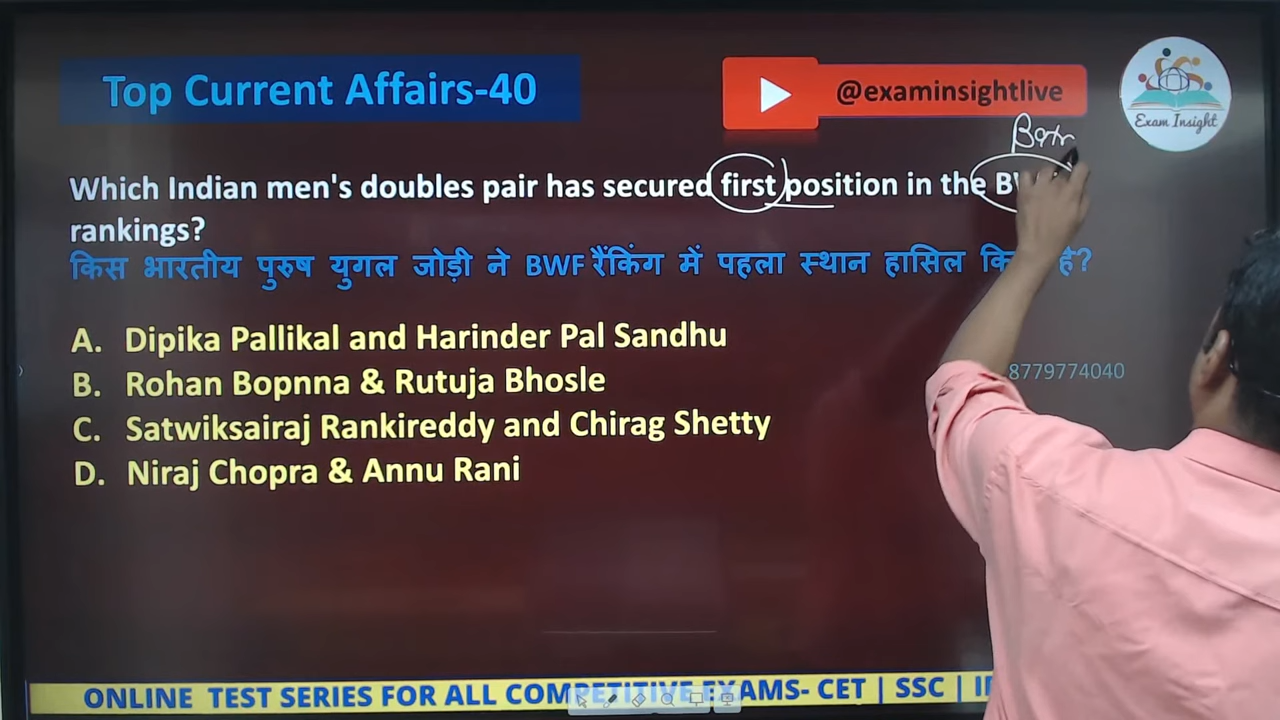 Top Current Affairs-40
@examinsightlive
Exam Insight
Which Indian men's doubles pair has secured first position in the
rankings?
किस भारतीय पुरुष युगल जोड़ी ने BWF रैंकिंग में पहला स्थान हासिल है?
A. Dipika Pallikal and Harinder Pal Sandhu
B. Rohan Bopnna & Rutuja Bhosle
8779774040
C. Satwiksairaj Rankireddy and Chirag Shetty
D. Niraj Chopra & Annu Rani
ONLINE TEST SERIES FOR ALL COMPETITIVE EXAMS- CET | SSC |